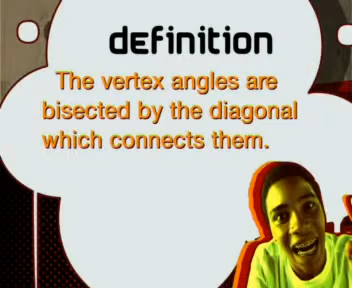 definition
The vertex angles are
bisected by the diagonal
which connects them.